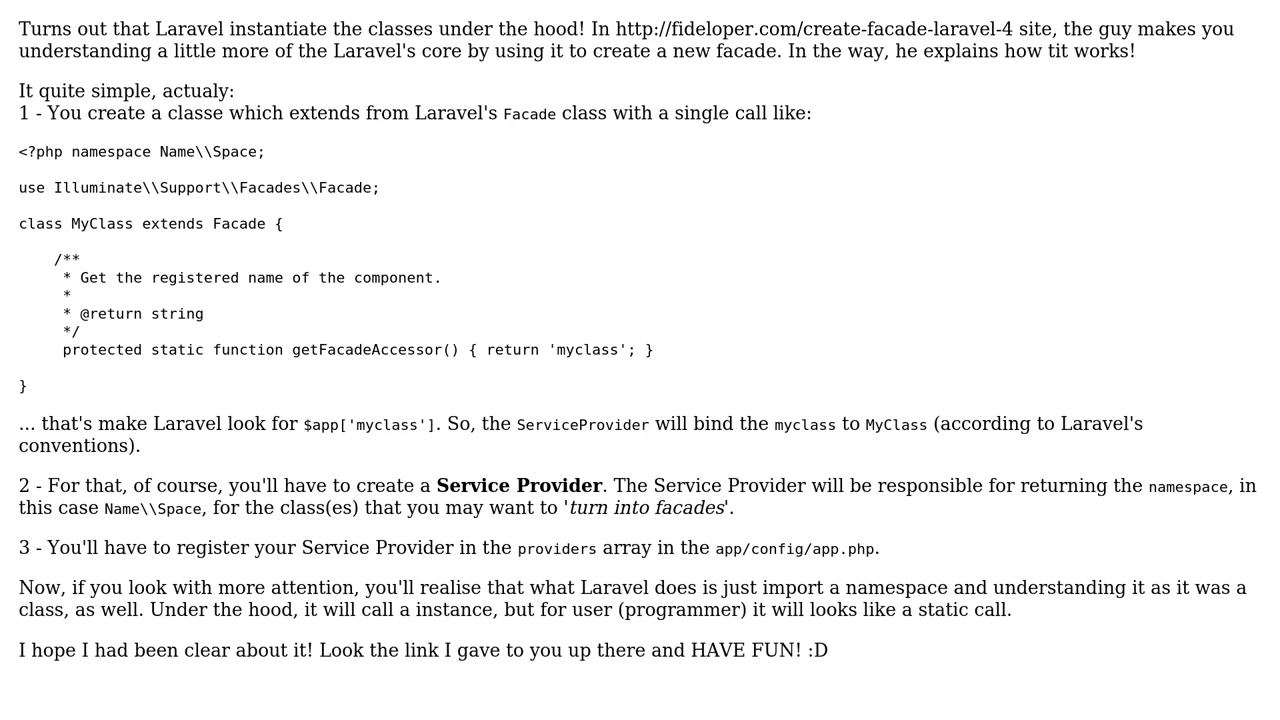 Turns out that Laravel instantiate the classes under the hood! In http://fideloper.com/create-facade-laravel-4 site, the guy makes you
understanding a little more of the Laravel's core by using it to create a new facade. In the way, he explains how tit works!
It quite simple, actualy:
1 - You create a classe which extends from Laravel's Facade class with a single call like:
<?php namespace Name\\Space;
use Illuminate\\Support\\Facades\\Facade;
class MyClass extends Facade {
    /**
     * Get the registered name of the component.
     *
     * @return string
     */
     protected static function getFacadeAccessor() { return 'myclass'; }
}
... that's make Laravel look for $app['myclass']. So, the ServiceProvider will bind the myclass to MyClass (according to Laravel's
conventions).
2 - For that, of course, you'll have to create a Service Provider. The Service Provider will be responsible for returning the namespace, in
this case Name\\Space, for the class(es) that you may want to 'turn into facades'.
3 - You'll have to register your Service Provider in the providers array in the app/config/app.php.
Now, if you look with more attention, you'll realise that what Laravel does is just import a namespace and understanding it as it was a
class, as well. Under the hood, it will call a instance, but for user (programmer) it will looks like a static call.
I hope I had been clear about it! Look the link I gave to you up there and HAVE FUN! :D